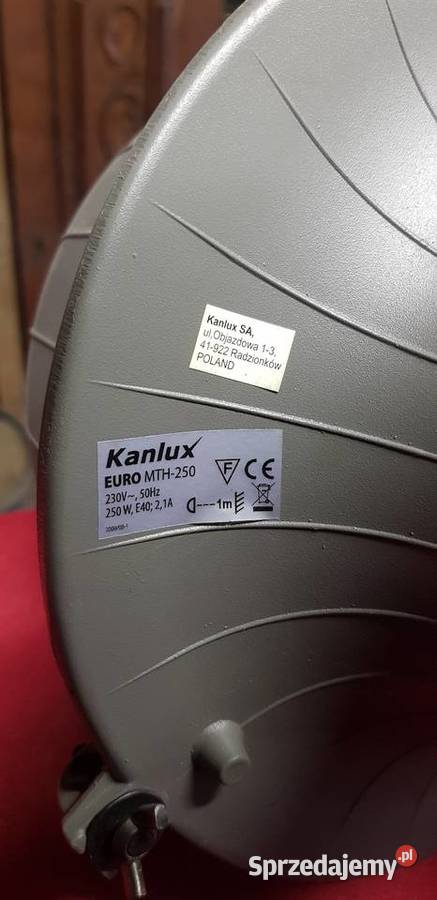 Kanlux SA,
ul.Objazdowa 1-3,
41-922 Radzionków
POLAND
Kanlux
EURO MTH-250
230V~, 50Hz
250 W, E40; 2,1A
F CE
1m
Sprzedajemy.pl